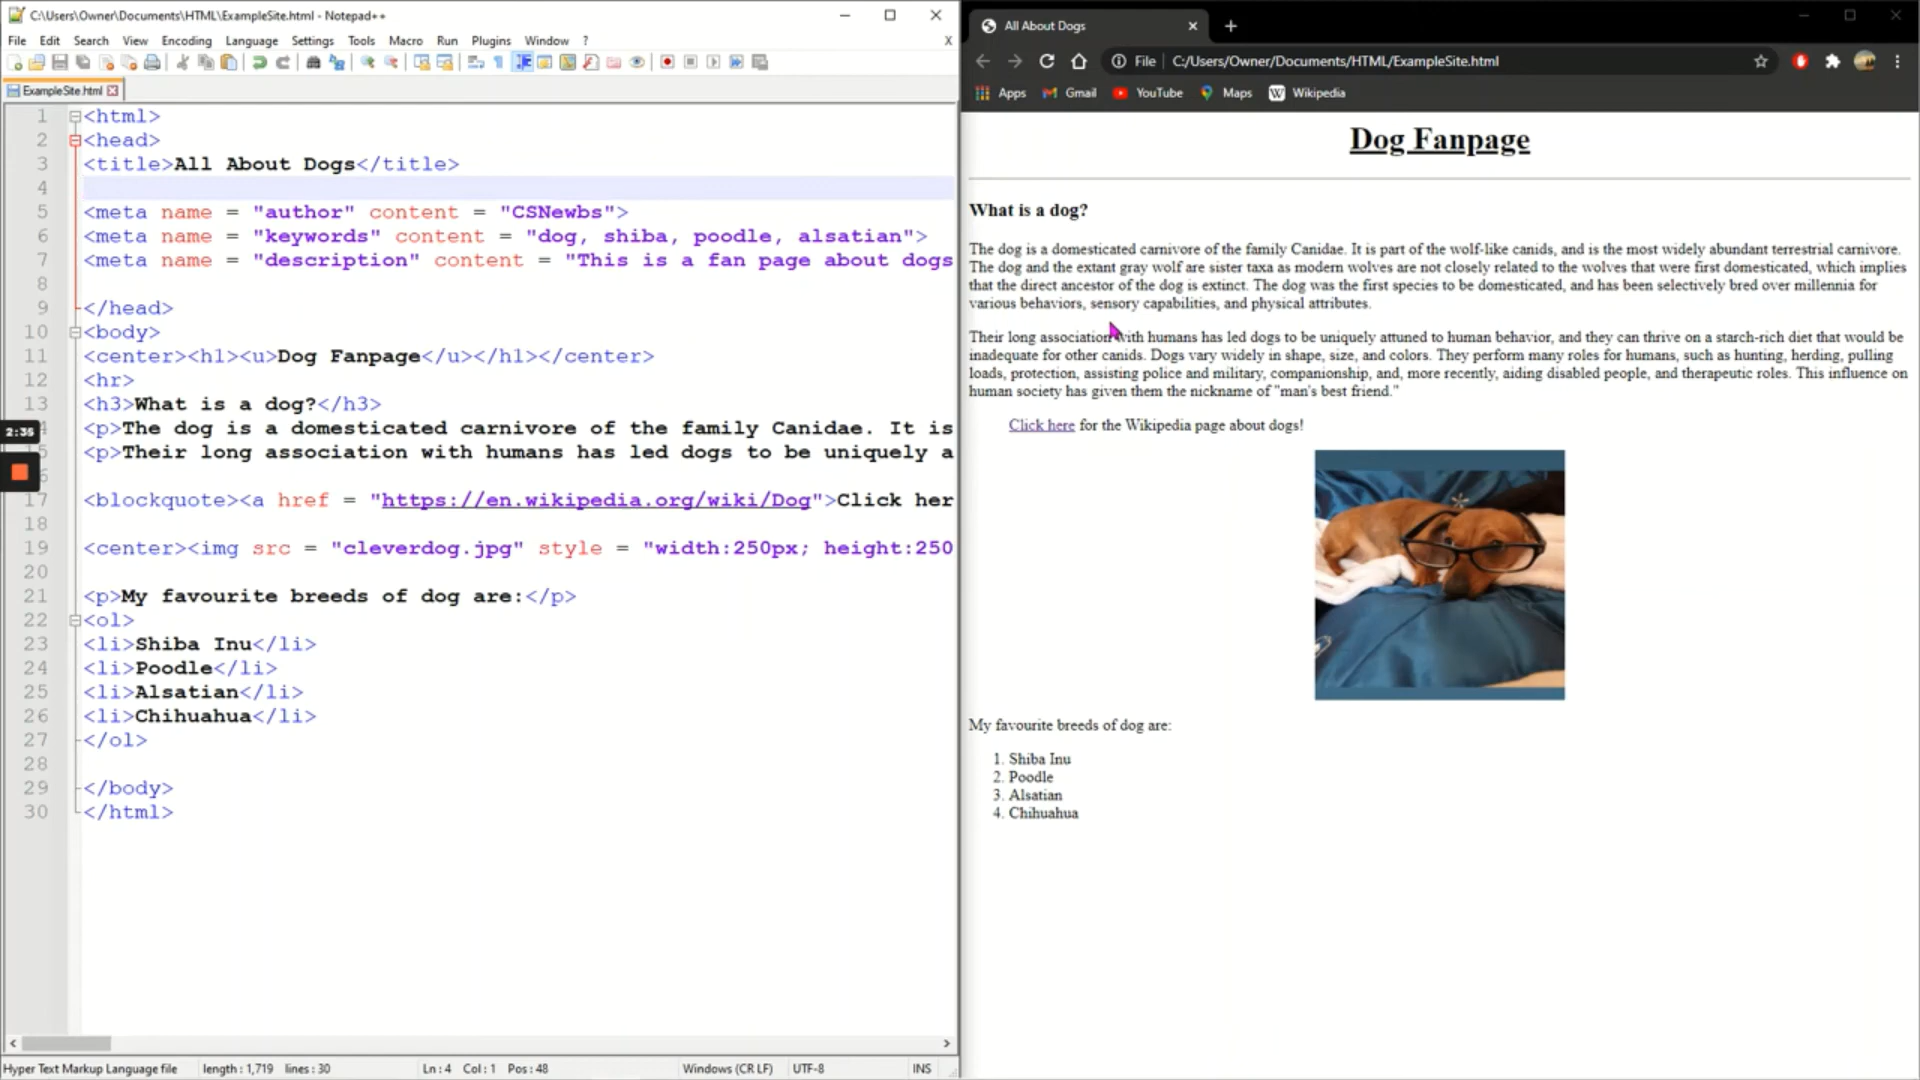 C:\Users\Owner\Documents\HTML\ExampleSite.html - Notepad++
File Edit Search View Encoding Language Settings Tools Macro Run Plugins Window ? X
ExampleSite.html
1 <html>
2 <head>
3 <title>All About Dogs</title>
4
5 <meta name = "author" content = "CSNewbs">
6 <meta name = "keywords" content = "dog, shiba, poodle, alsatian">
7 <meta name = "description" content = "This is a fan page about dogs
8
9 </head>
10 <body>
11 <center><h1><u>Dog Fanpage</u></h1></center>
12 <hr>
13 <h3>What is a dog?</h3>
2:35
4 <p>The dog is a domesticated carnivore of the family Canidae. It is
<p>Their long association with humans has led dogs to be uniquely a
17 <blockquote><a href = "https://en.wikipedia.org/wiki/Dog">Click her
18
19 <center><img src = "cleverdog.jpg" style = "width:250px; height:250
20
21 <p>My favourite breeds of dog are:</p>
22 <ol>
23 <li>Shiba Inu</li>
24 <li>Poodle</li>
25 <li>Alsatian</li>
26 <li>Chihuahua</li>
27 </ol>
28
29 </body>
30 </html>
Hyper Text Markup Language file length : 1,719 lines : 30 Ln : 4 Col : 1 Pos : 48 Windows (CR LF) UTF-8 INS
All About Dogs
File C:/Users/Owner/Documents/HTML/ExampleSite.html
Apps Gmail YouTube Maps W Wikipedia
Dog Fanpage
What is a dog?
The dog is a domesticated carnivore of the family Canidae. It is part of the wolf-like canids, and is the most widely abundant terrestrial carnivore.
The dog and the extant gray wolf are sister taxa as modern wolves are not closely related to the wolves that were first domesticated, which implies
that the direct ancestor of the dog is extinct. The dog was the first species to be domesticated, and has been selectively bred over millennia for
various behaviors, sensory capabilities, and physical attributes.
Their long association with humans has led dogs to be uniquely attuned to human behavior, and they can thrive on a starch-rich diet that would be
inadequate for other canids. Dogs vary widely in shape, size, and colors. They perform many roles for humans, such as hunting, herding, pulling
loads, protection, assisting police and military, companionship, and, more recently, aiding disabled people, and therapeutic roles. This influence on
human society has given them the nickname of "man's best friend."
Click here for the Wikipedia page about dogs!
My favourite breeds of dog are:
1. Shiba Inu
2. Poodle
3. Alsatian
4. Chihuahua